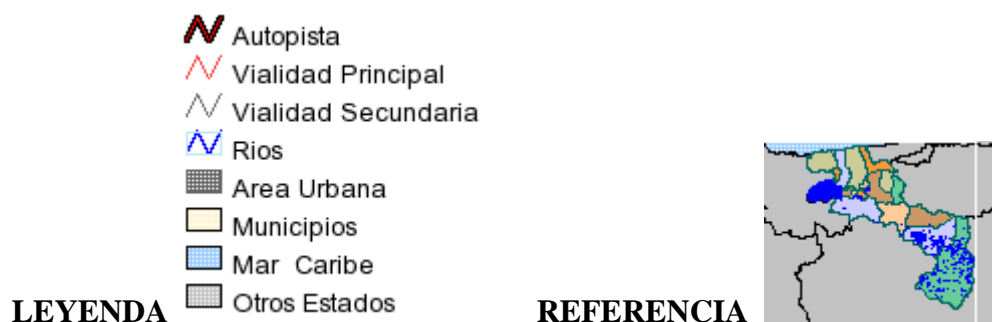 Autopista
Vialidad Principal
Vialidad Secundaria
Rios
Area Urbana
Municipios
Mar Caribe
Otros Estados
LEYENDA
REFERENCIA